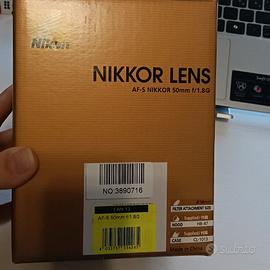 Nikon
NIKKOR LENS
AF-S NIKKOR 50mm f/1.8G
NO:3890716
AF-S 50mm f/1.8G
FILTER ATTACHMENT SIZE
HOOD HB-47
CASE CL-1013
Made in China
subito